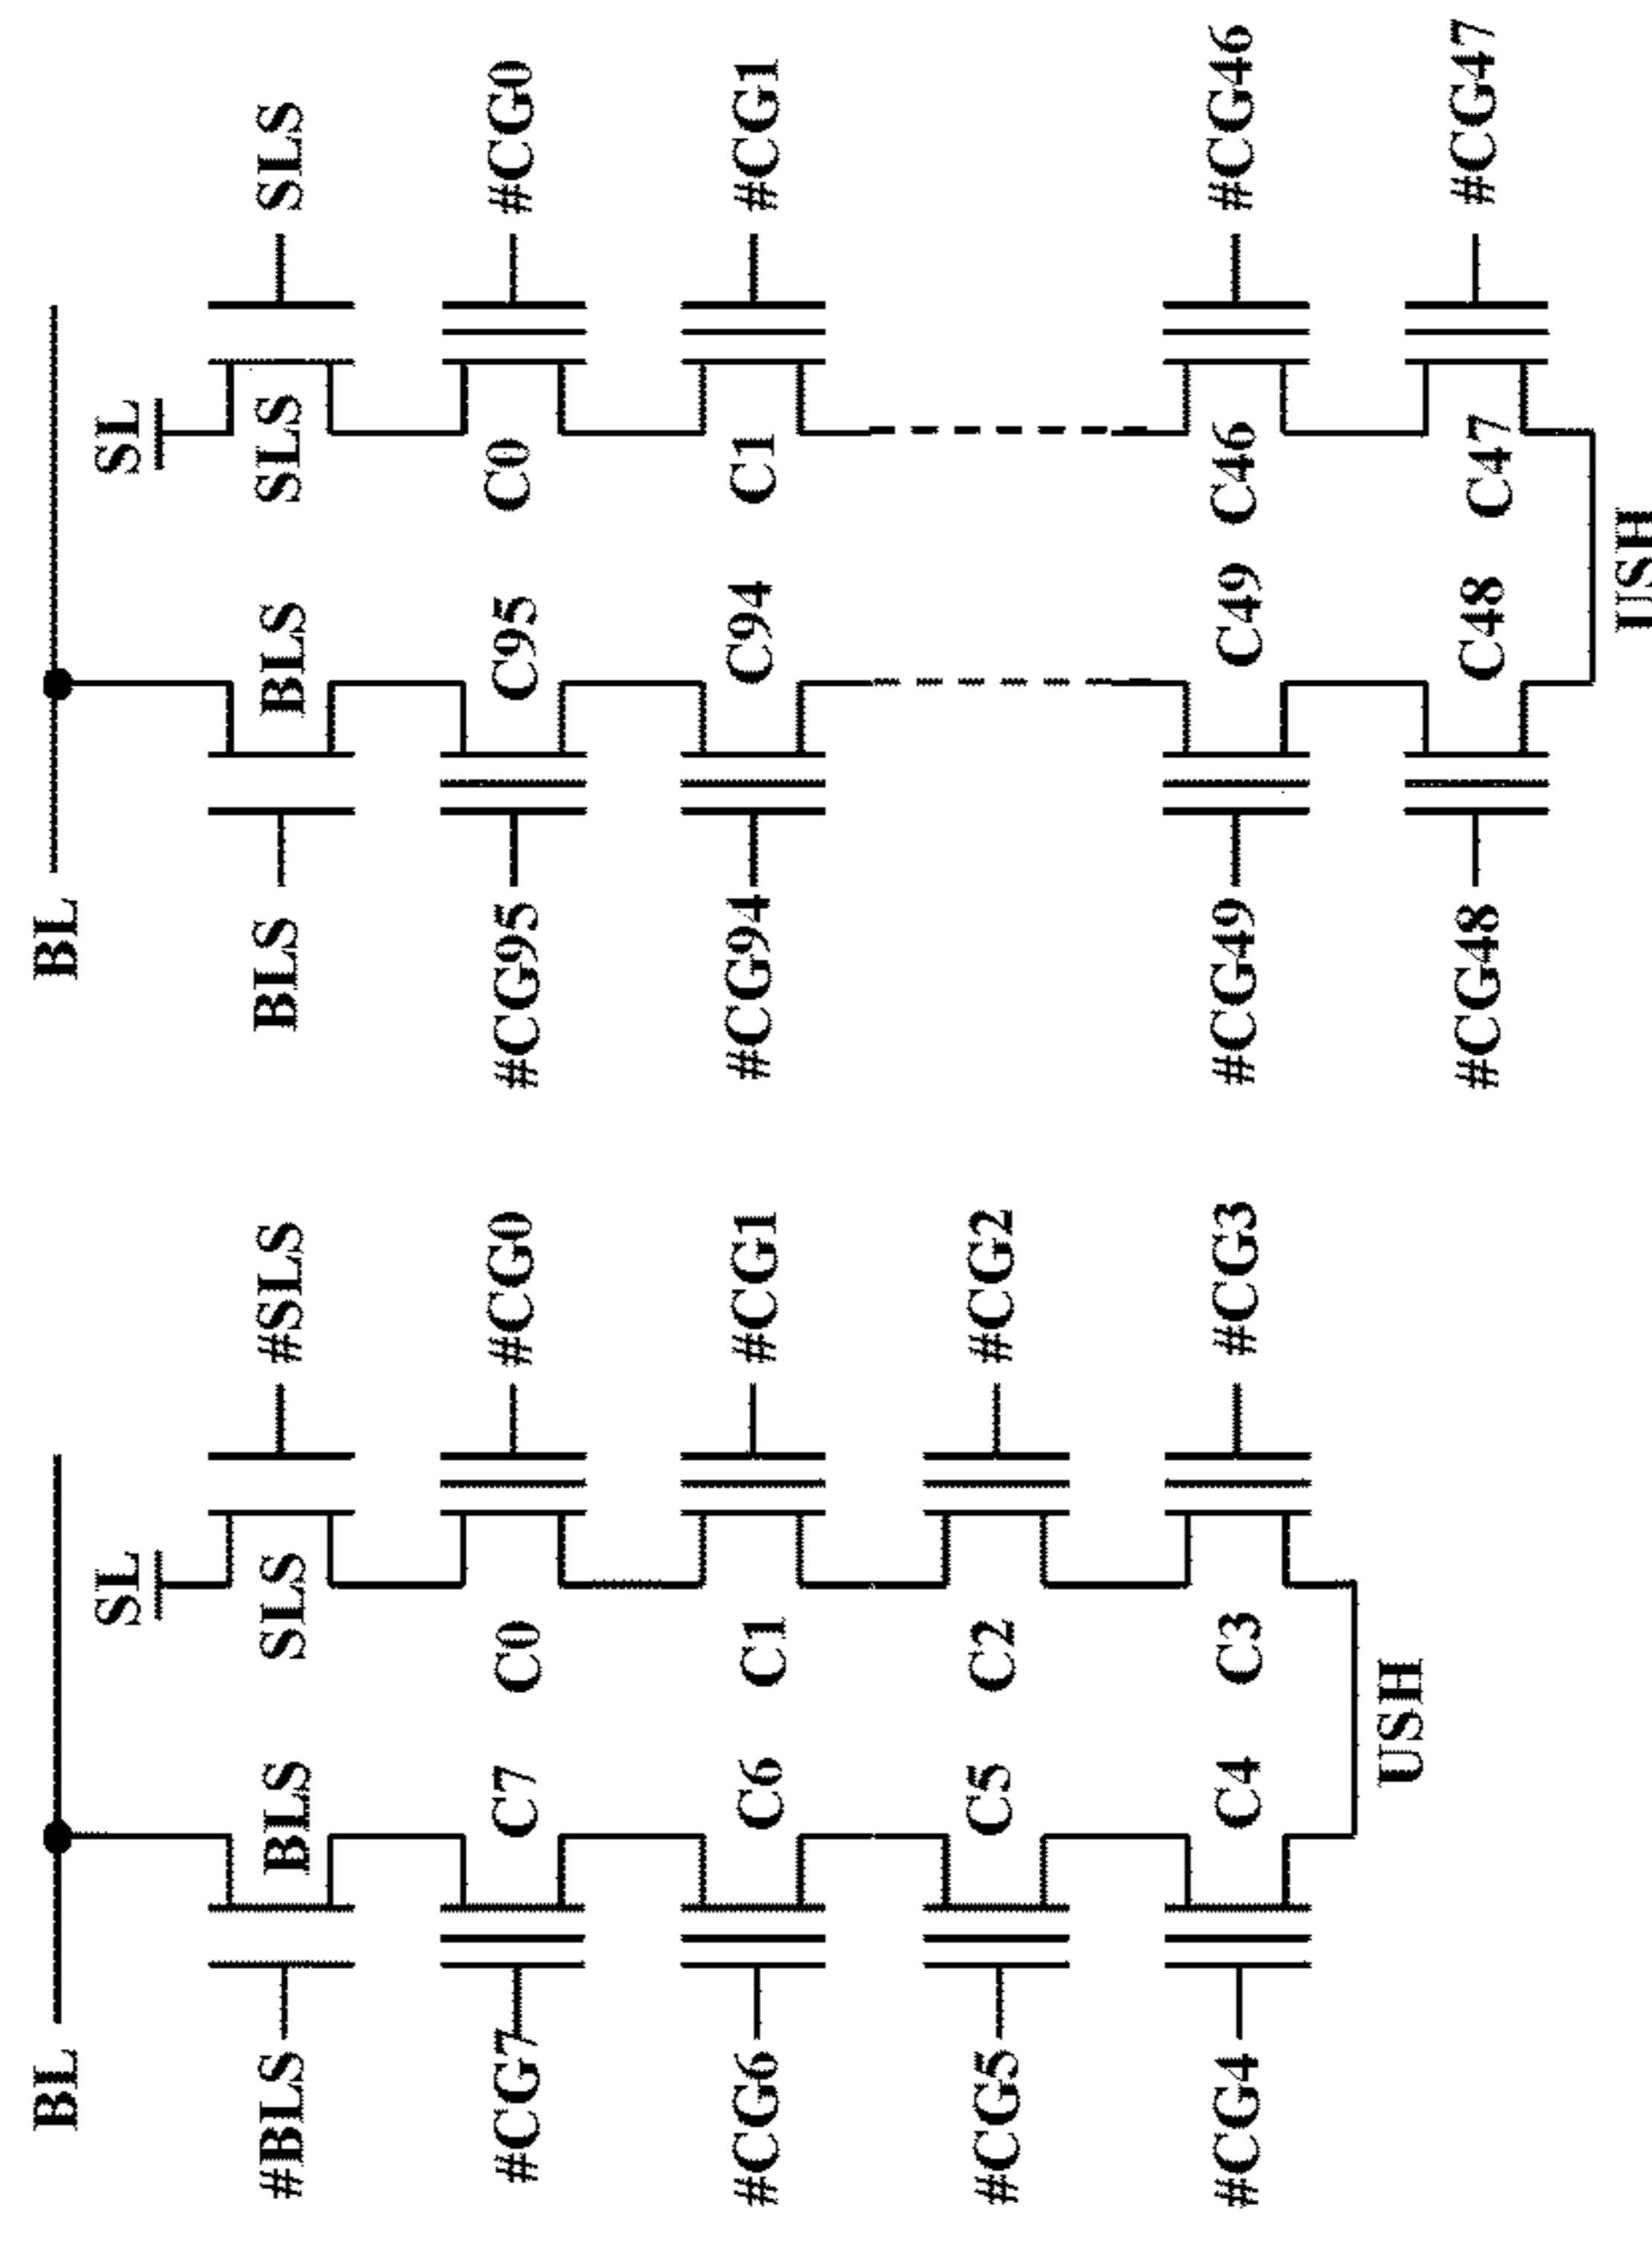 BL
SL
#BLS BLS SLS #SLS
#CG7 C7 C0 #CG0
#CG6 C6 C1 #CG1
#CG5 C5 C2 #CG2
#CG4 C4 C3 #CG3
USH
BL
SL
BLS BLS SLS SLS
#CG95 C95 C0 #CG0
#CG94 C94 C1 #CG1
#CG49 C49 C46 #CG46
#CG48 C48 C47 #CG47
USH